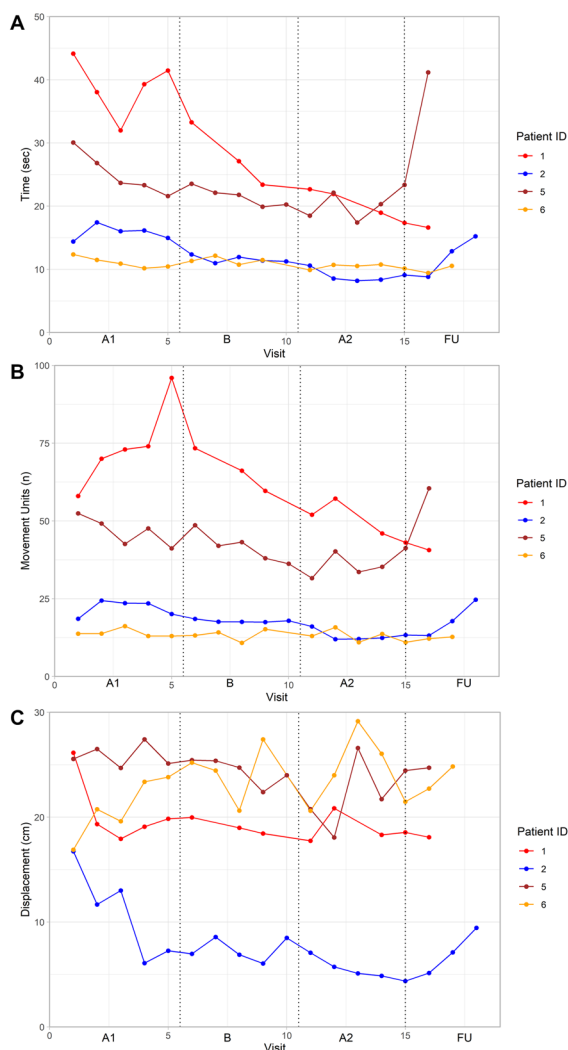 A
50
40
30
20
10
0
Time (sec)
0 5 10 15
A1 B A2 FU
Visit
Patient ID
1
2
5
6
B
100
75
50
25
0
Movement Units (n)
0 5 10 15
A1 B A2 FU
Visit
Patient ID
1
2
5
6
C
30
20
10
0
Displacement (cm)
0 5 10 15
A1 B A2 FU
Visit
Patient ID
1
2
5
6